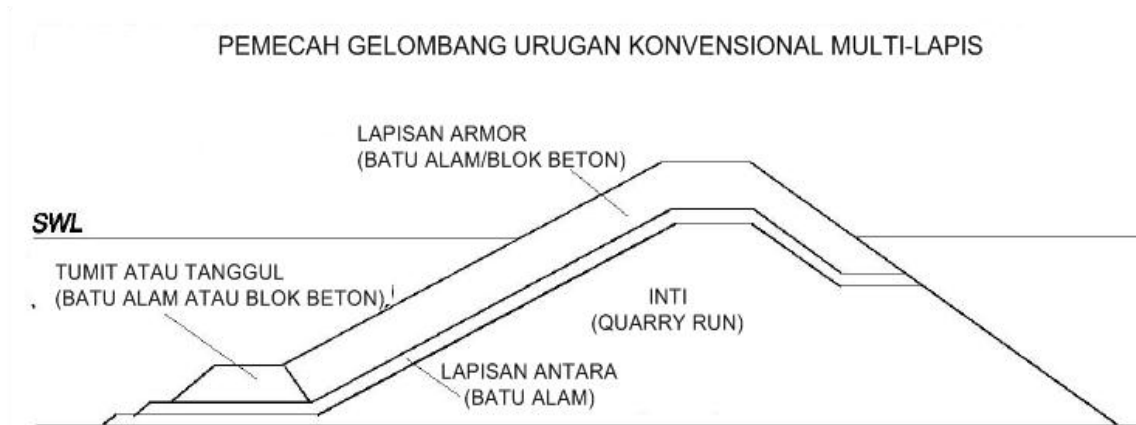 PEMECAH GELOMBANG URUGAN KONVENSIONAL MULTI-LAPIS
LAPISAN ARMOR
(BATU ALAM/BLOK BETON)
SWL
TUMIT ATAU TANGGUL
(BATU ALAM ATAU BLOK BETON)
INTI
(QUARRY RUN)
LAPISAN ANTARA
(BATU ALAM)